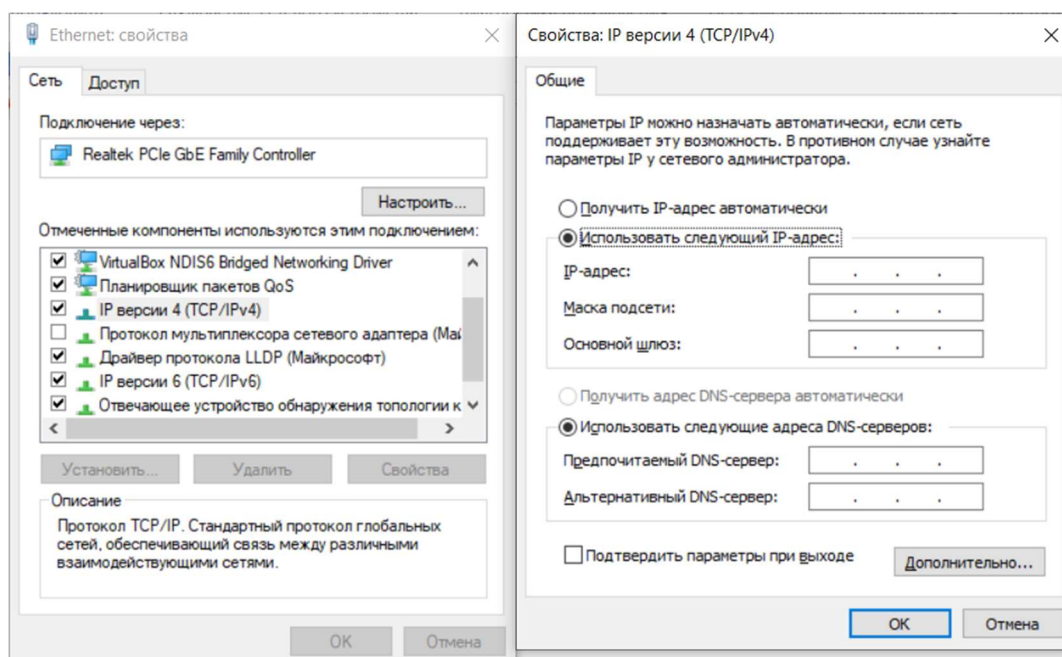 Ethernet: свойства
Сеть
Доступ
Подключение через:
Realtek PCIe GbE Family Controller
Настроить...
Отмеченные компоненты используются этим подключением:
VirtualBox NDIS6 Bridged Networking Driver
Планировщик пакетов QoS
IP версии 4 (TCP/IPv4)
Протокол мультиплексора сетевого адаптера (Май
Драйвер протокола LLDP (Майкрософт)
IP версии 6 (TCP/IPv6)
Отвечающее устройство обнаружения топологии к
Установить...
Удалить
Свойства
Описание
Протокол TCP/IP. Стандартный протокол глобальных
сетей, обеспечивающий связь между различными
взаимодействующими сетями.
OK
Отмена
Свойства: IP версии 4 (TCP/IPv4)
Общие
Параметры IP можно назначать автоматически, если сеть
поддерживает эту возможность. В противном случае узнайте
параметры IP у сетевого администратора.
Получить IP-адрес автоматически
Использовать следующий IP-адрес:
IP-адрес:
Маска подсети:
Основной шлюз:
Получить адрес DNS-сервера автоматически
Использовать следующие адреса DNS-серверов:
Предпочитаемый DNS-сервер:
Альтернативный DNS-сервер:
Подтвердить параметры при выходе
Дополнительно...
OK
Отмена